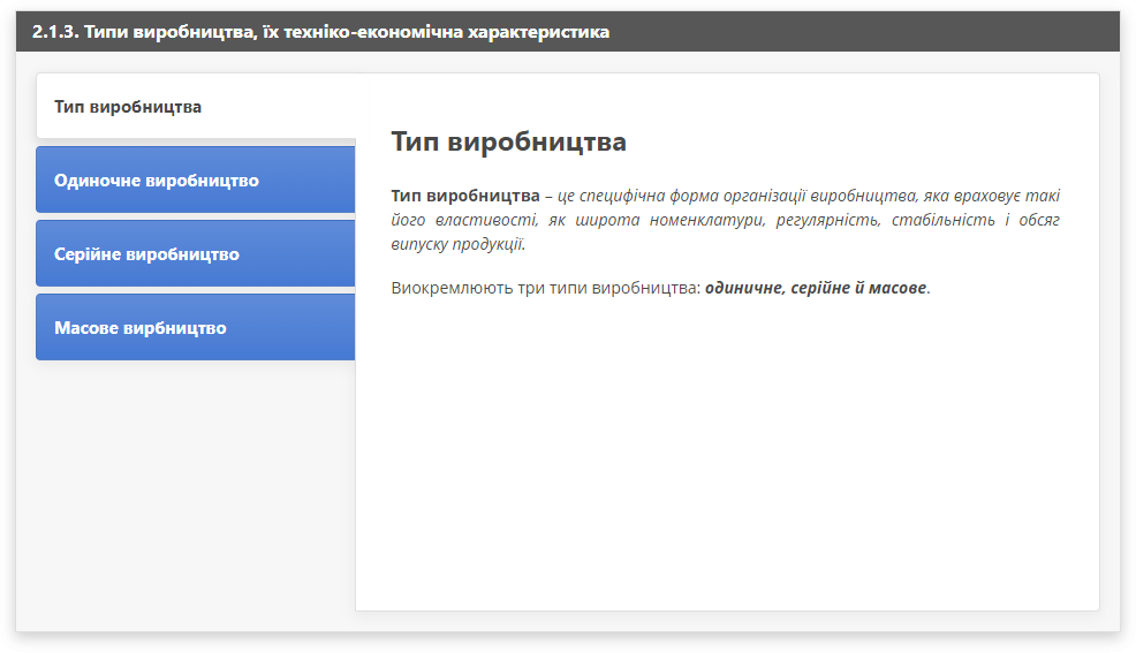 2.1.3. Типи виробництва, їх техніко-економічна характеристика
Тип виробництва
Одиночне виробництво
Серійне виробництво
Масове вирбництво
Тип виробництва
Тип виробництва – це специфічна форма організації виробництва, яка враховує такі
його властивості, як широта номенклатури, регулярність, стабільність і обсяг
випуску продукції.
Виокремлюють три типи виробництва: одиничне, серійне й масове.